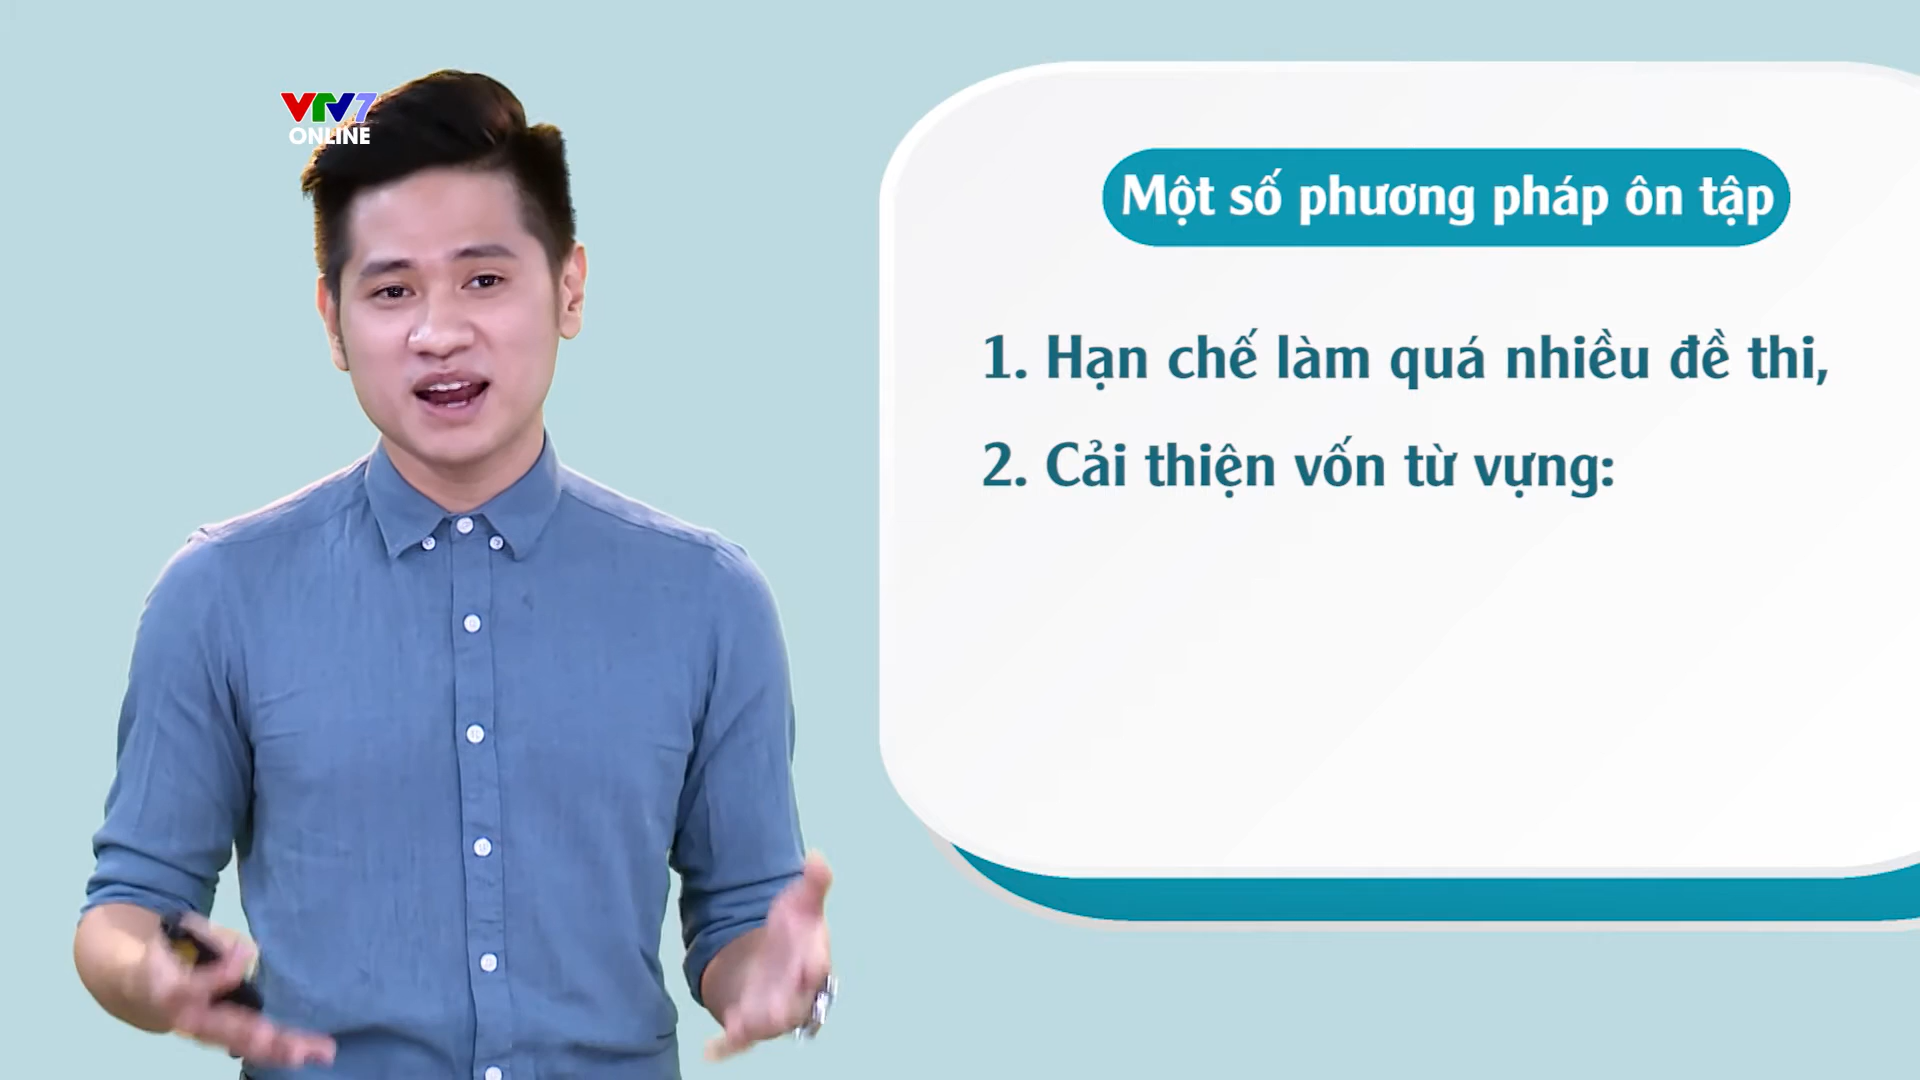 VTV7
ONLINE
Một số phương pháp ôn tập
1. Hạn chế làm quá nhiều đề thi,
2. Cải thiện vốn từ vựng: